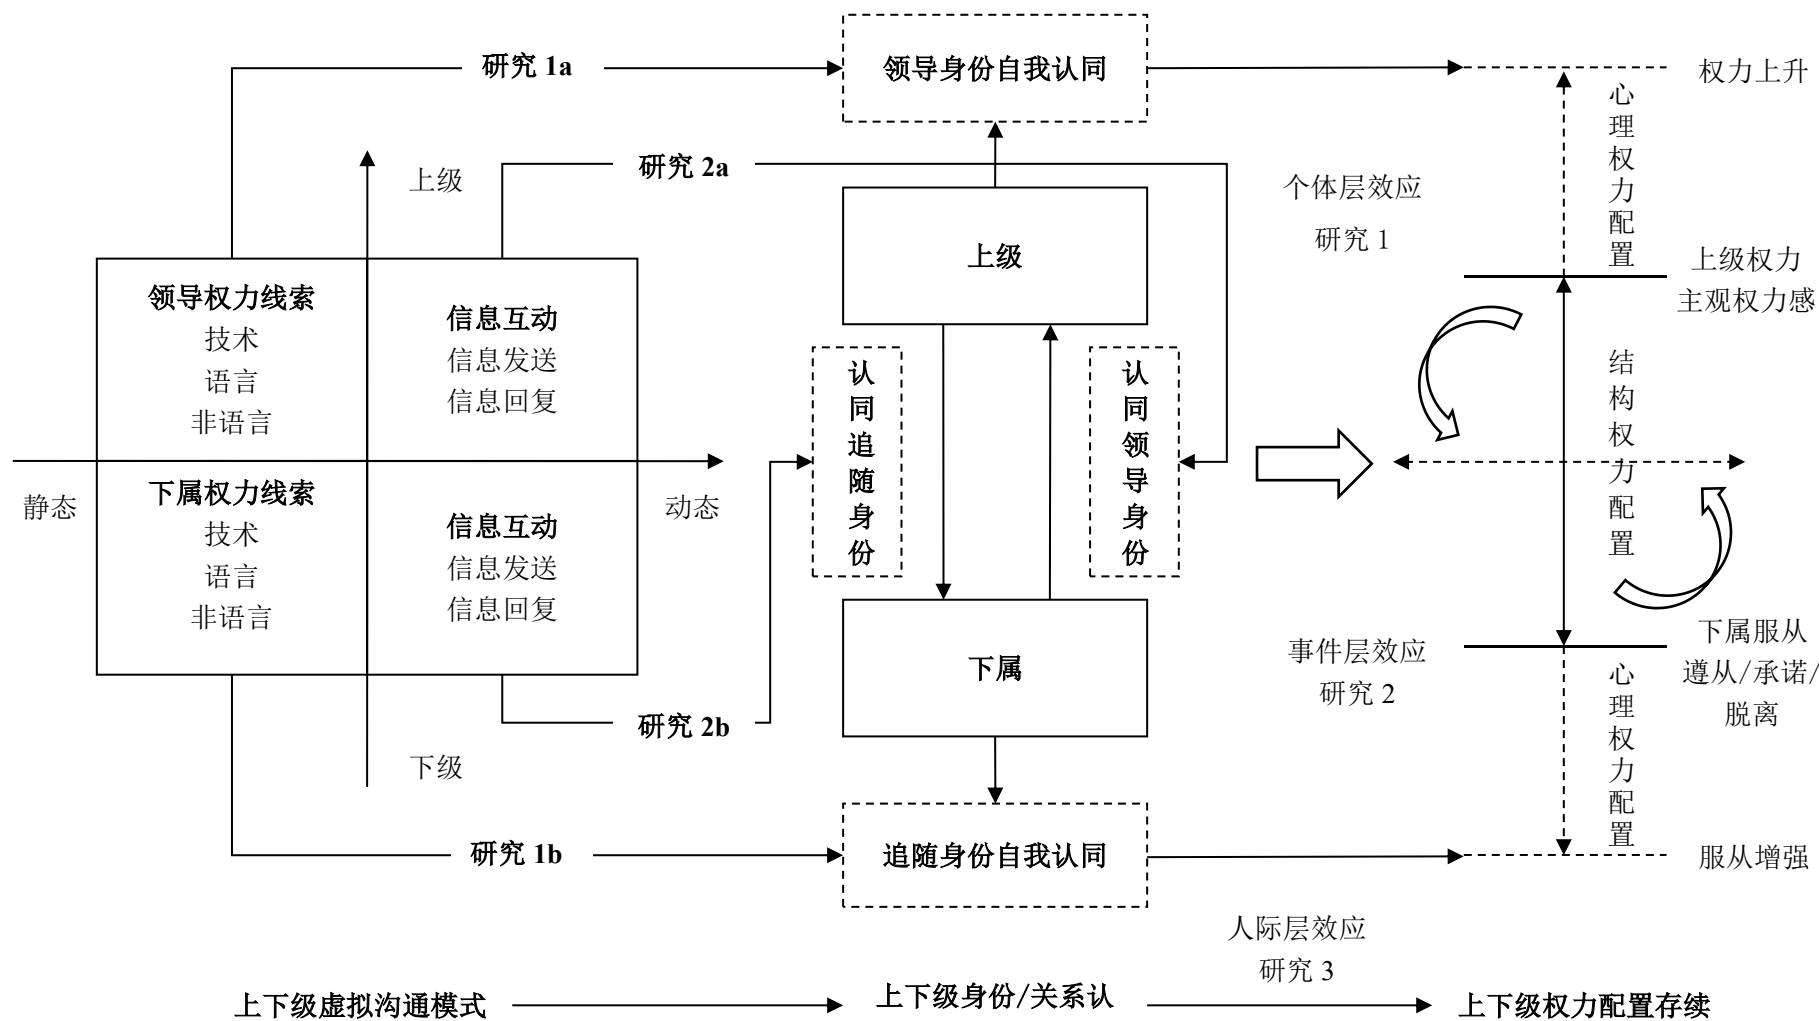 研究 1a
领导身份自我认同
权力上升
心理权力配置
研究 2a
上级
个体层效应
研究 1
上级
上级权力
主观权力感
领导权力线索
技术
语言
非语言
信息互动
信息发送
信息回复
认同追随身份
认同领导身份
结构权力配置
静态
动态
下属权力线索
技术
语言
非语言
信息互动
信息发送
信息回复
下属
事件层效应
研究 2
下属服从
遵从/承诺/
脱离
心理权力配置
研究 2b
下级
研究 1b
追随身份自我认同
服从增强
人际层效应
研究 3
上下级虚拟沟通模式
上下级身份/关系认
上下级权力配置存续